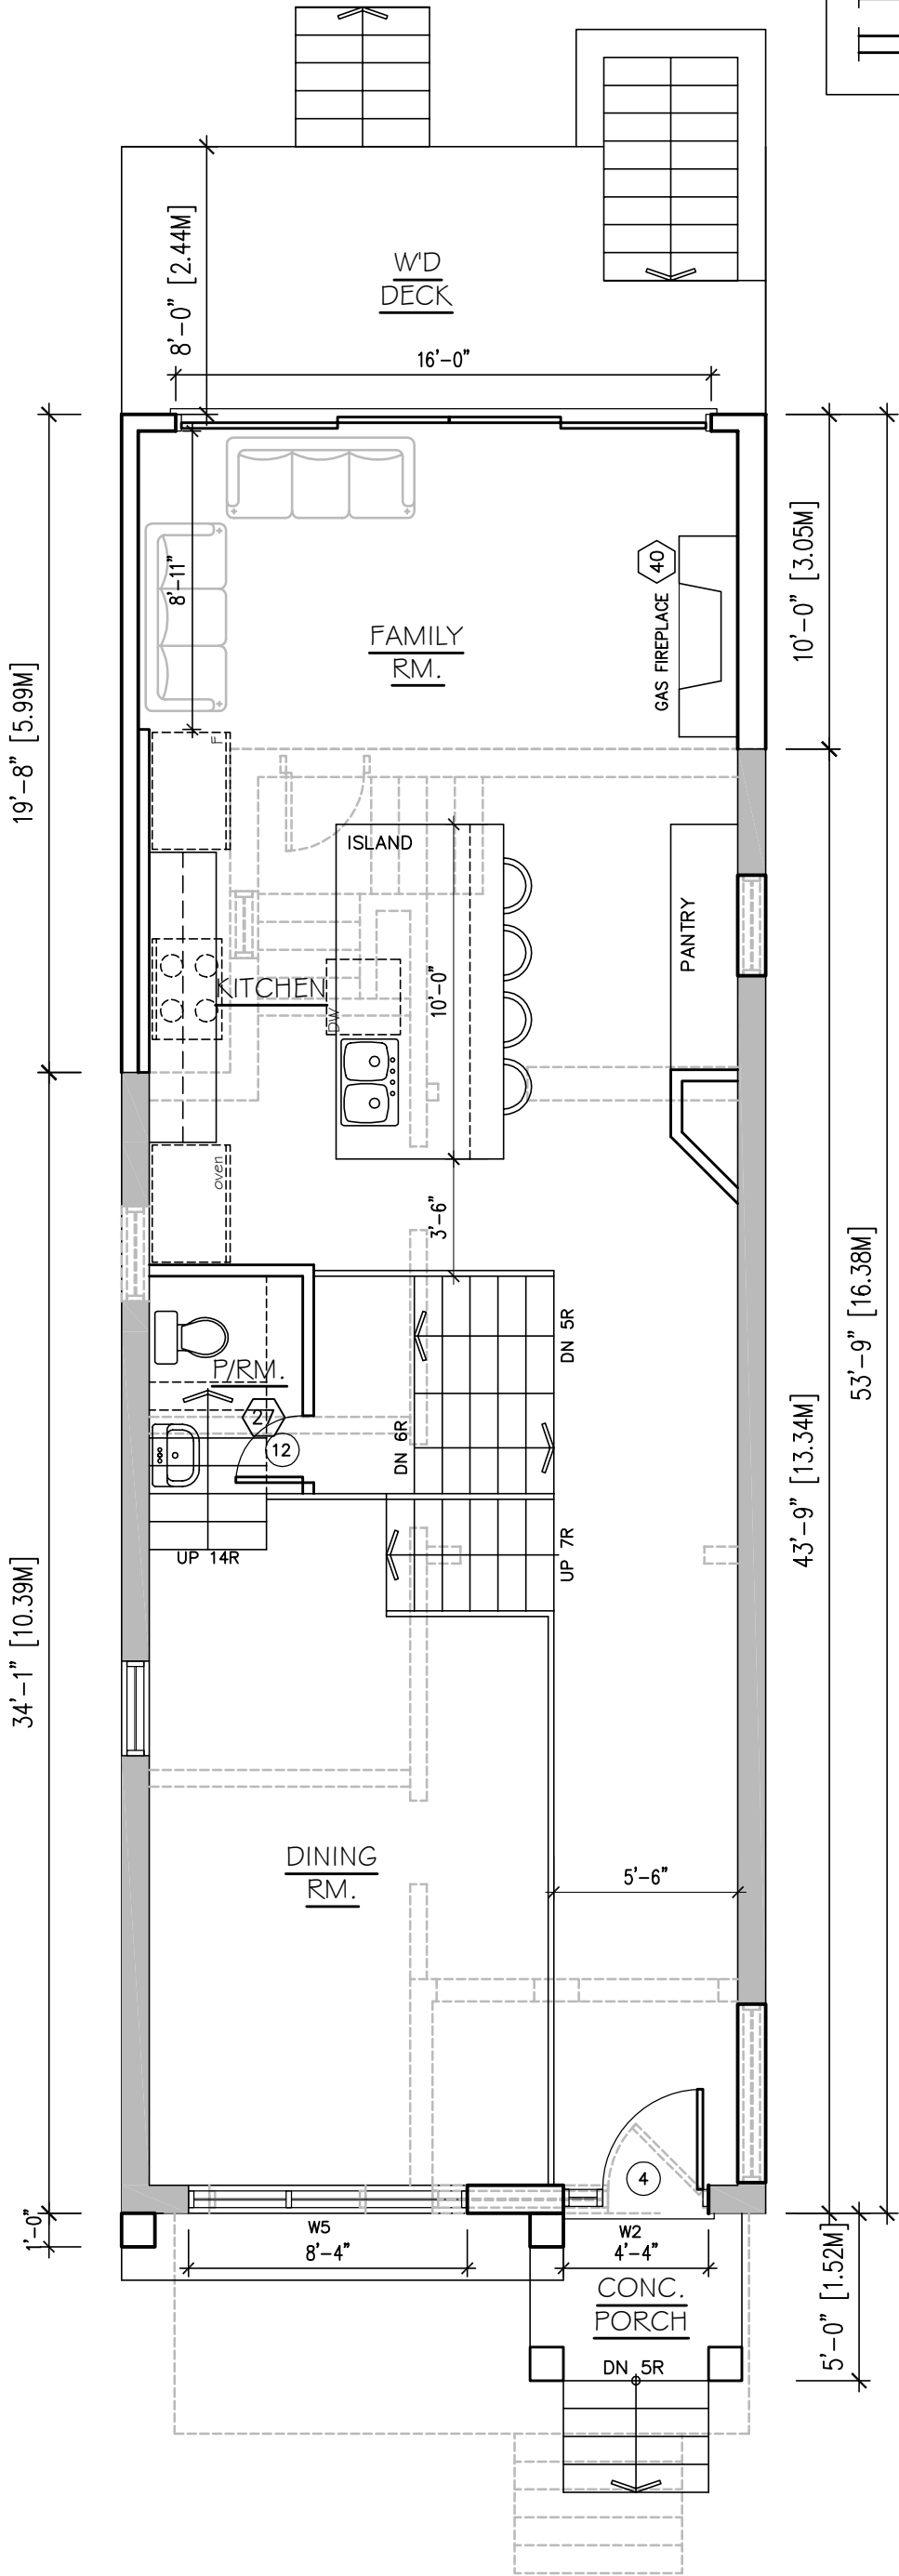 8'-0" [2.44M]
W'D
DECK
16'-0"
8'-11"
FAMILY
RM.
40
GAS FIREPLACE
10'-0" [3.05M]
19'-8" [5.99M]
F
ISLAND
PANTRY
KITCHEN
DW
10'-0"
oven
3'-6"
53'-9" [16.38M]
P/RM.
27
12
DN 6R
DN 5R
43'-9" [13.34M]
UP 14R
UP 7R
34'-1" [10.39M]
DINING
RM.
5'-6"
4
1'-0"
W5
8'-4"
W2
4'-4"
CONC.
PORCH
5'-0" [1.52M]
DN 5R